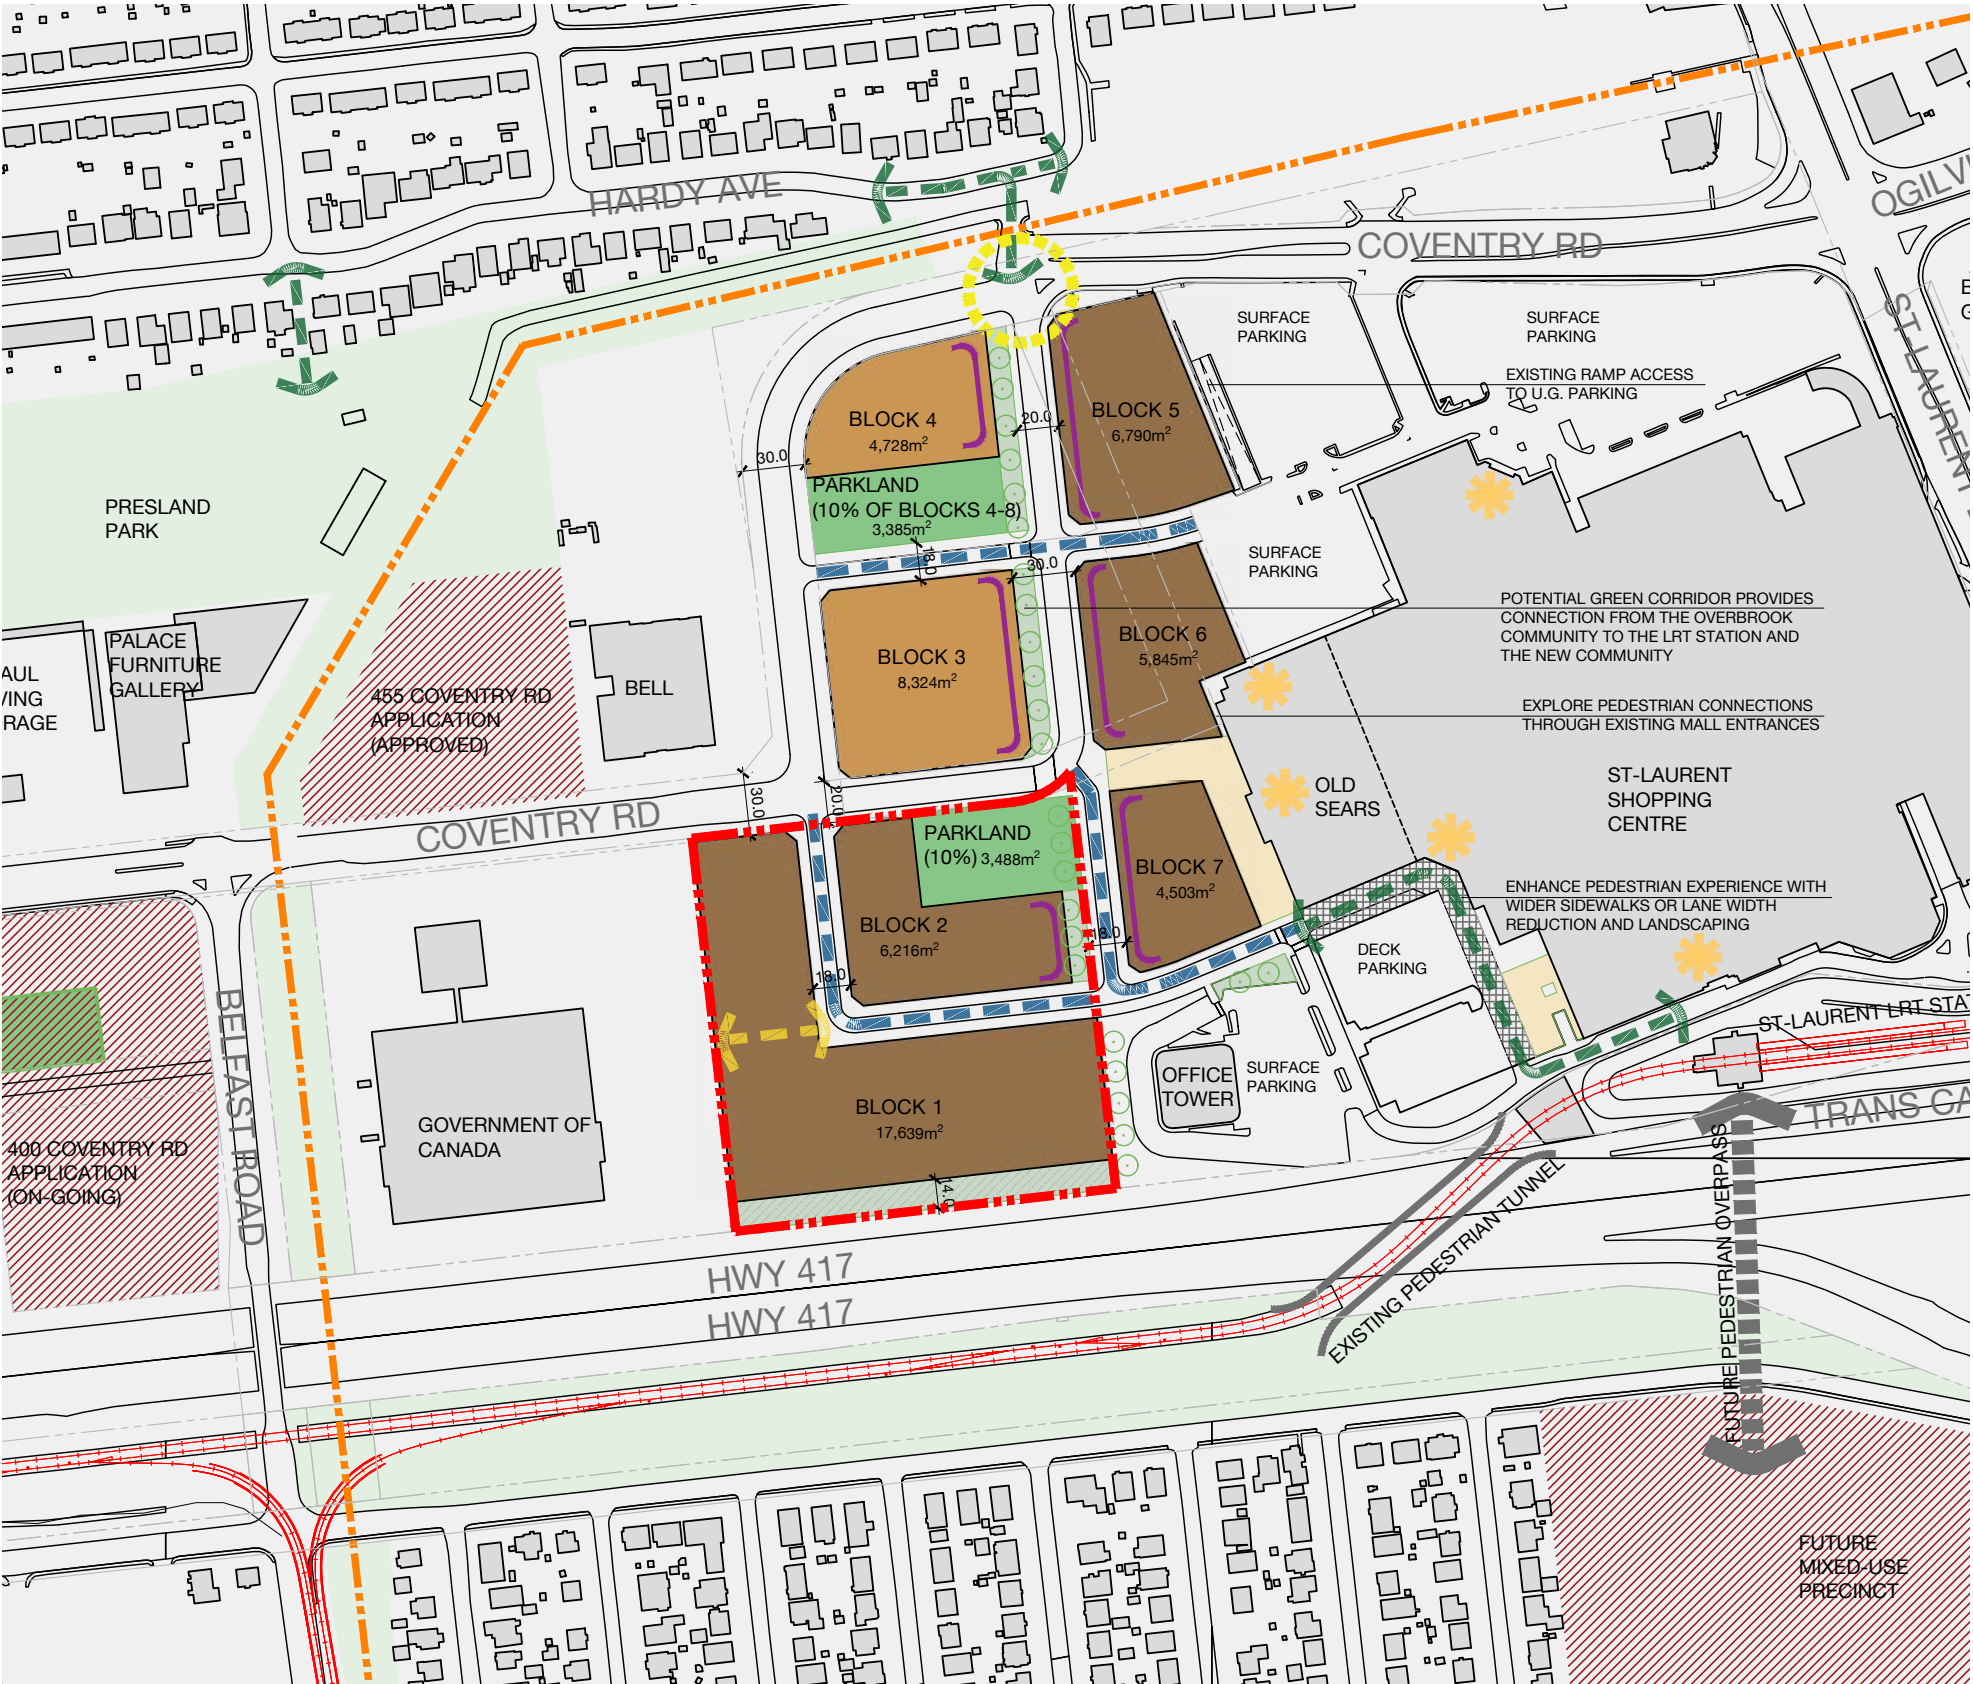 HARDY AVE
COVENTRY RD
OGILVI
ST-LAURENT
SURFACE
PARKING
SURFACE
PARKING
EXISTING RAMP ACCESS
TO U.G. PARKING
BLOCK 4
4,728m²
20.0
BLOCK 5
6,790m²
30.0
PARKLAND
(10% OF BLOCKS 4-8)
3,385m²
18.0
30.0
SURFACE
PARKING
PRESLAND
PARK
POTENTIAL GREEN CORRIDOR PROVIDES
CONNECTION FROM THE OVERBROOK
COMMUNITY TO THE LRT STATION AND
THE NEW COMMUNITY
BLOCK 6
5,845m²
BLOCK 3
8,324m²
PALACE
FURNITURE
GALLERY
AUL
VING
RAGE
455 COVENTRY RD
APPLICATION
(APPROVED)
BELL
EXPLORE PEDESTRIAN CONNECTIONS
THROUGH EXISTING MALL ENTRANCES
OLD
SEARS
ST-LAURENT
SHOPPING
CENTRE
COVENTRY RD
30.0
20.0
PARKLAND
(10%) 3,488m²
BLOCK 7
4,503m²
ENHANCE PEDESTRIAN EXPERIENCE WITH
WIDER SIDEWALKS OR LANE WIDTH
REDUCTION AND LANDSCAPING
BLOCK 2
6,216m²
18.0
18.0
DECK
PARKING
BELFAST ROAD
ST-LAURENT LRT STAT
OFFICE
TOWER
SURFACE
PARKING
TRANS CA
BLOCK 1
17,639m²
GOVERNMENT OF
CANADA
400 COVENTRY RD
APPLICATION
(ON-GOING)
14.0
EXISTING PEDESTRIAN TUNNEL
FUTURE PEDESTRIAN OVERPASS
HWY 417
HWY 417
FUTURE
MIXED-USE
PRECINCT